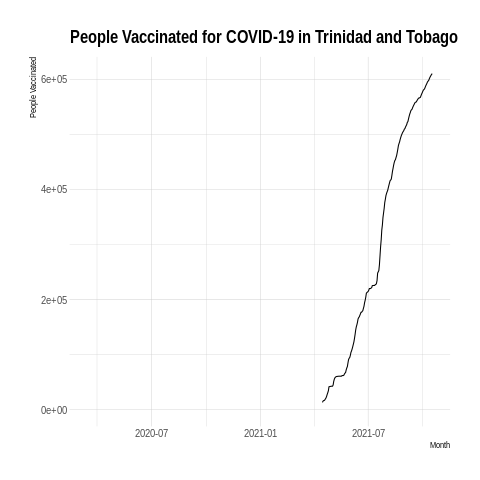 People Vaccinated for COVID-19 in Trinidad and Tobago
People Vaccinated
6e+05
4e+05
2e+05
0e+00
2020-07
2021-01
2021-07
Month